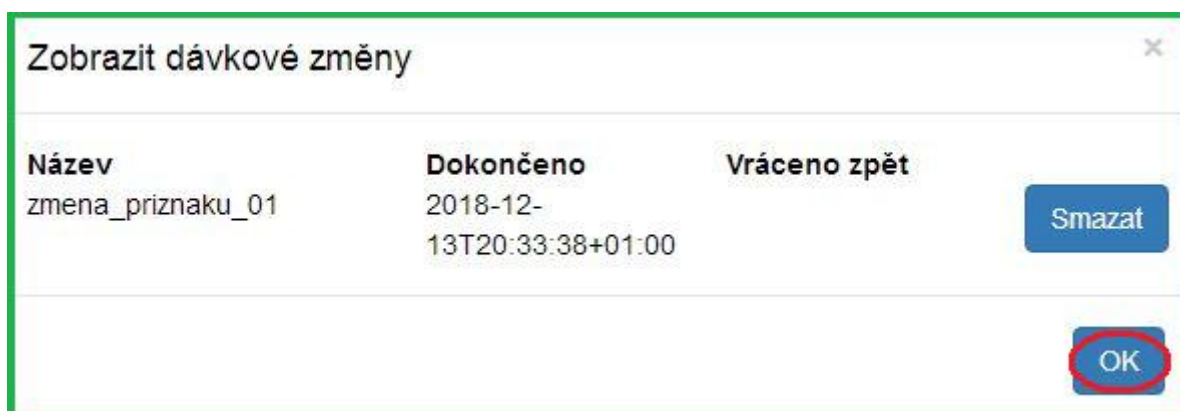 Zobrazit dávkové změny
×
Název Dokončeno Vráceno zpět
zmena_priznaku_01 2018-12-
13T20:33:38+01:00
Smazat
OK